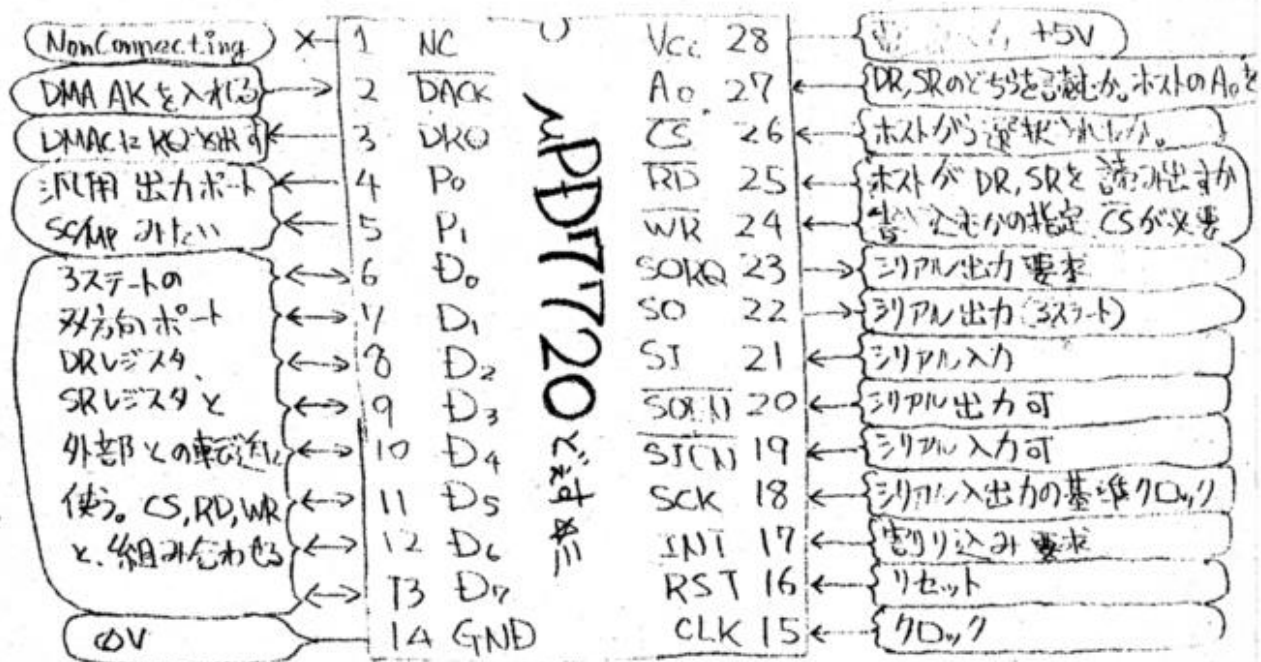 NonConnecting × 1 NC Vcc 28 +5V
DMA AKを入れる → 2 DACK A0 27 ← DR,SRのどちらを読むか。ホストのA0を
DMACにRQを出す ← 3 DRQ CS 26 ← ホストから選択されたか。
汎用出力ポート ← 4 P0 RD 25 ← ホストがDR,SRを読み出すか
SC/MPみたい ← 5 P1 WR 24 ← 書き込むかの指定.CSが必要
3ステートの ↔ 6 D0 SORQ 23 → シリアル出力要求
双方向ポート ↔ 7 D1 SO 22 → シリアル出力(3ステート)
DRレジスタ、 ↔ 8 D2 SI 21 ← シリアル入力
SRレジスタと ↔ 9 D3 SOEN 20 ← シリアル出力可
外部との転送に ↔ 10 D4 SIEN 19 ← シリアル入力可
使う。CS,RD,WR ↔ 11 D5 SCK 18 ← シリアル入出力の基準クロック
と、組み合わせる ↔ 12 D6 INT 17 ← 割り込み要求
↔ 13 D7 RST 16 ← リセット
0V 14 GND CLK 15 ← クロック
μPD7720どぇす